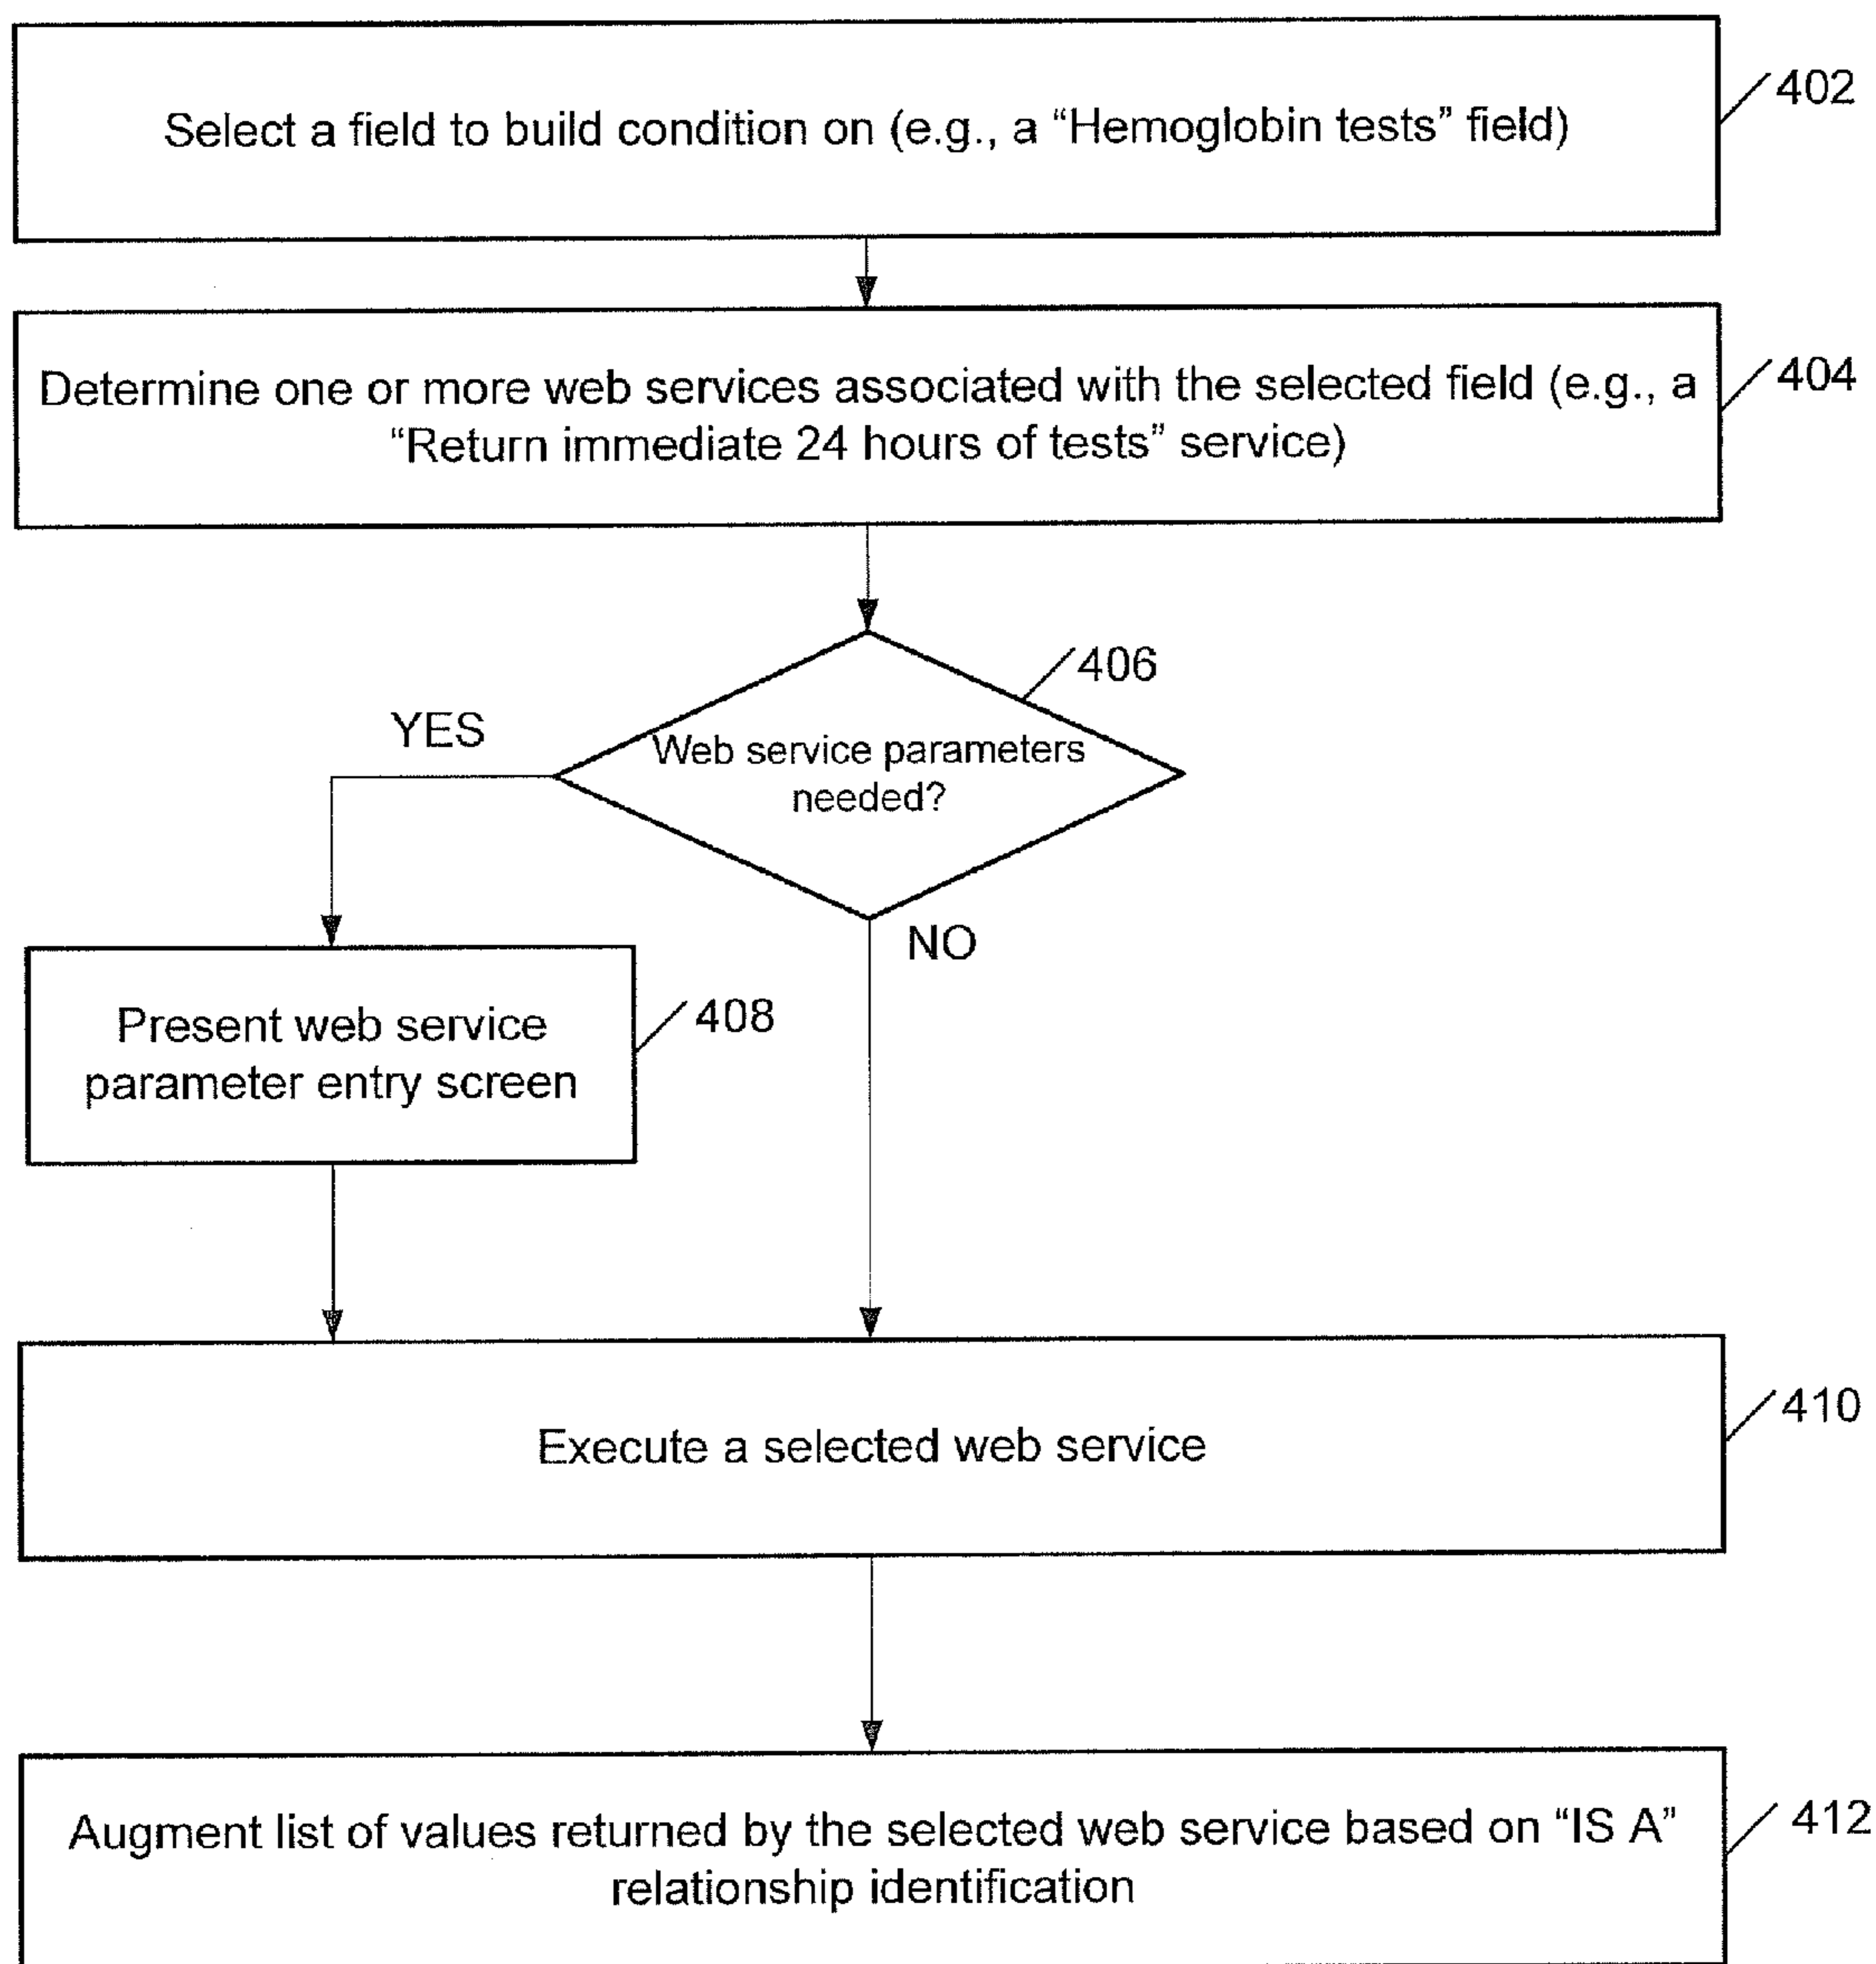 Select a field to build condition on (e.g., a “Hemoglobin tests” field)
402
Determine one or more web services associated with the selected field (e.g., a
“Return immediate 24 hours of tests” service)
404
406
YES
Web service parameters
needed?
NO
Present web service
parameter entry screen
408
Execute a selected web service
410
Augment list of values returned by the selected web service based on “IS A”
relationship identification
412